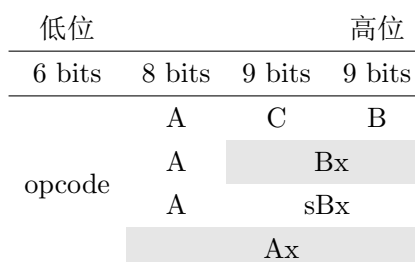 低位 高位
6 bits 8 bits 9 bits 9 bits
A C B
A Bx
opcode
A sBx
Ax